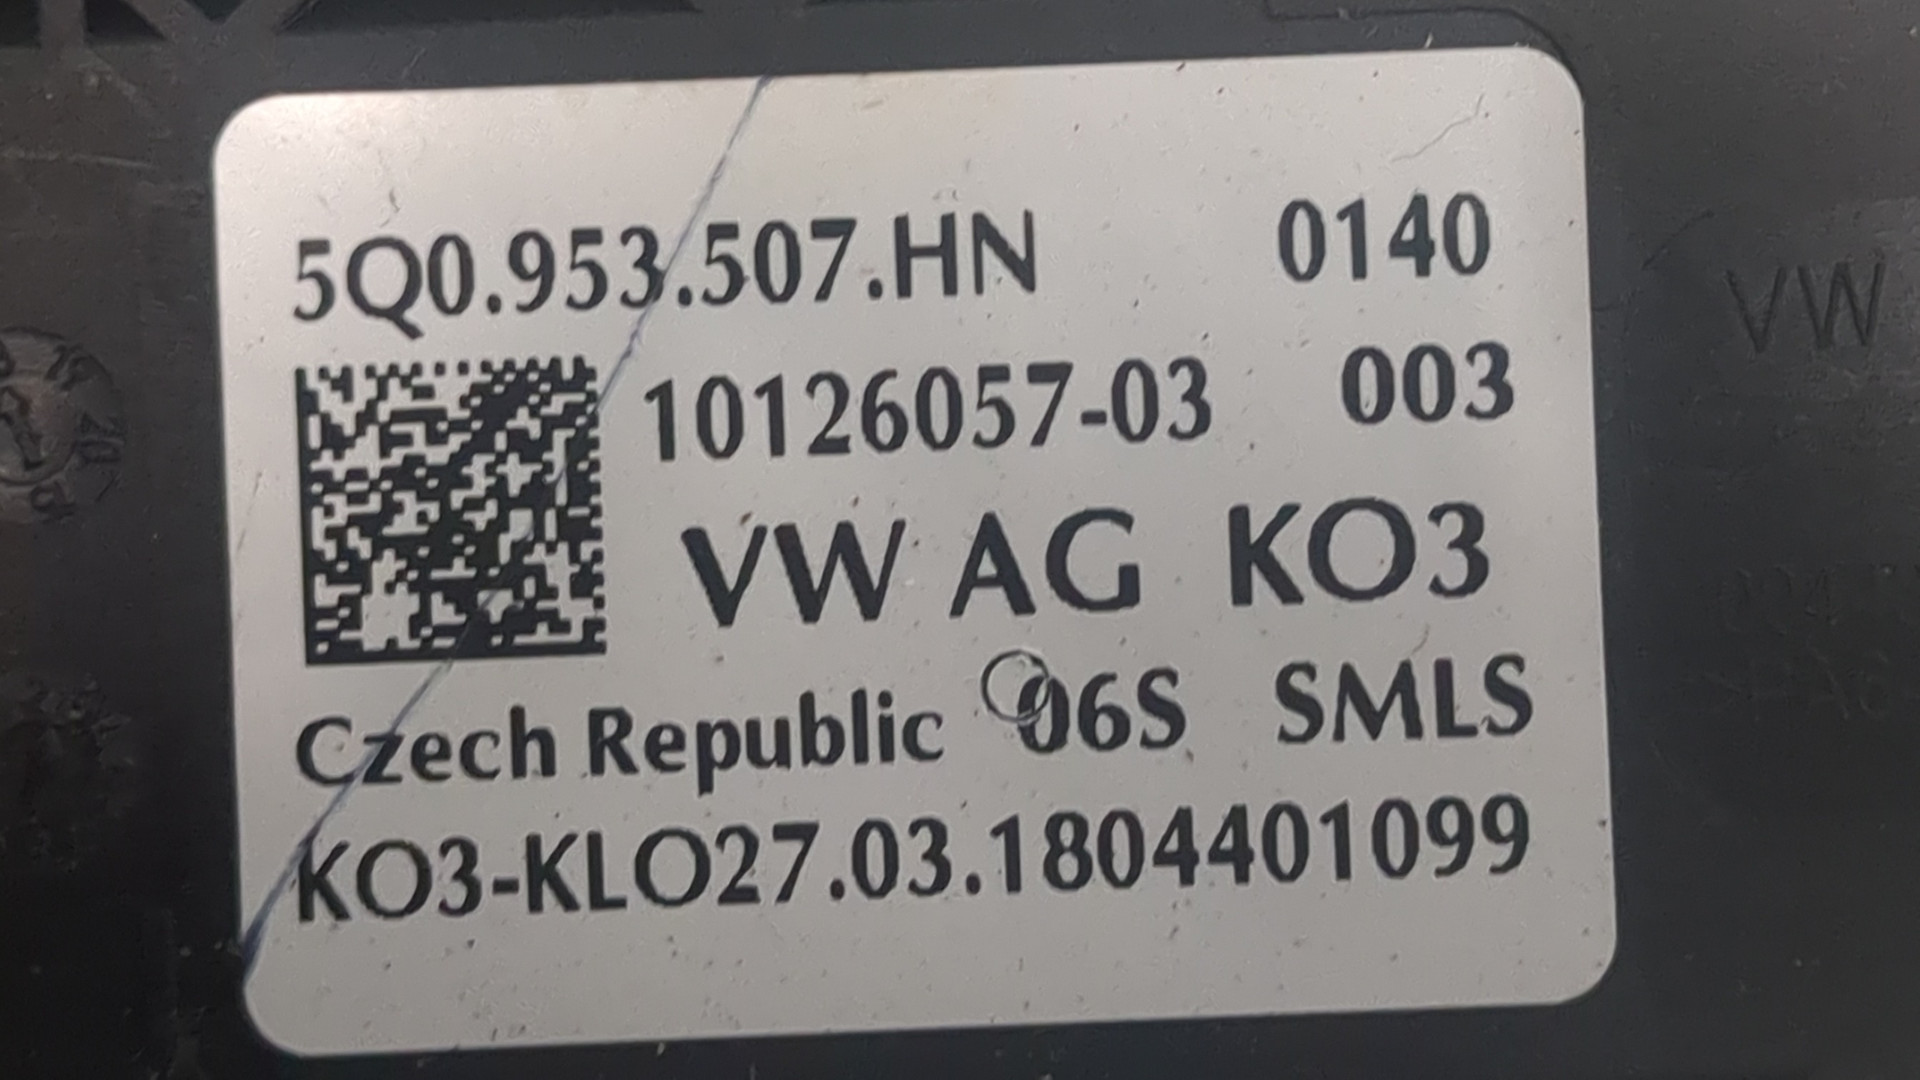 5Q0.953.507.HN 0140
10126057-03 003
VW AG KO3
Czech Republic 06S SMLS
KO3-KLO27.03.1804401099
VW